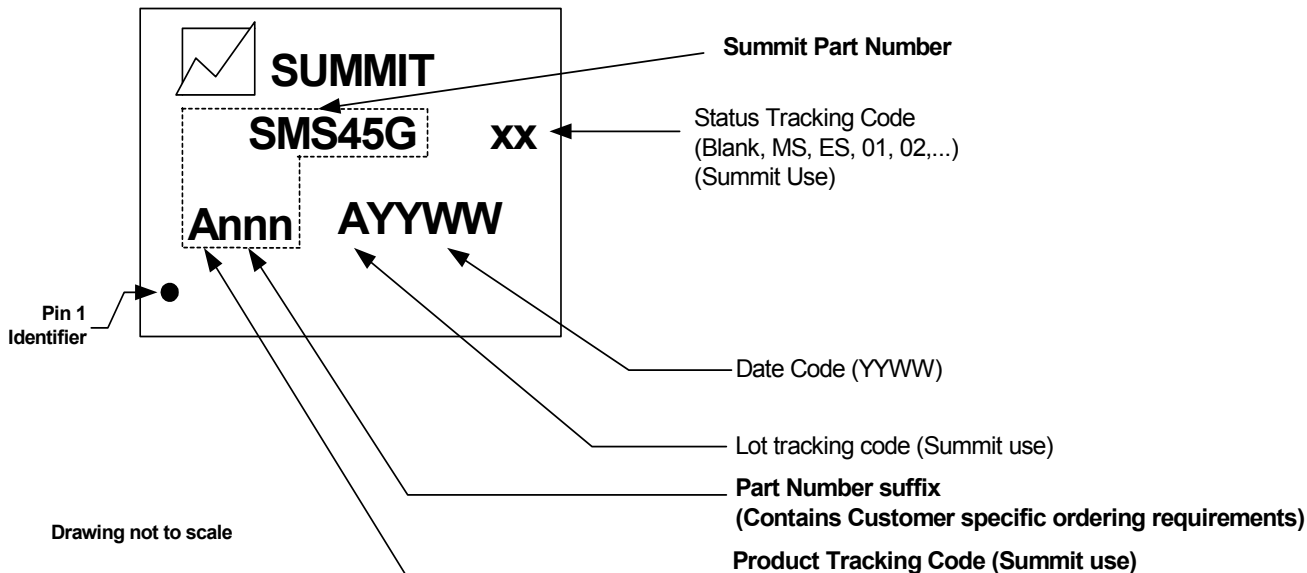 SUMMIT
Summit Part Number
SMS45G
xx
Status Tracking Code
(Blank, MS, ES, 01, 02,...)
(Summit Use)
Annn
AYYWW
Pin 1
Identifier
Date Code (YYWW)
Lot tracking code (Summit use)
Part Number suffix
(Contains Customer specific ordering requirements)
Drawing not to scale
Product Tracking Code (Summit use)